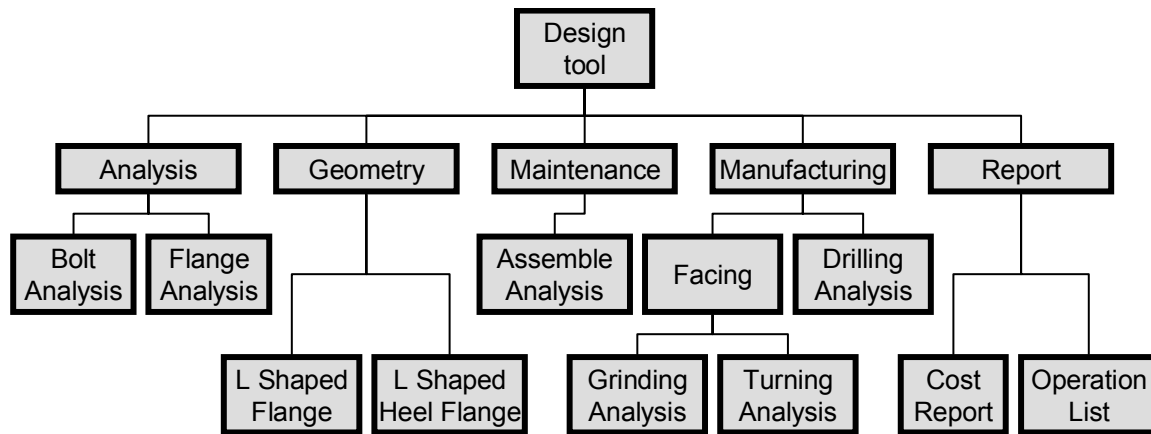 Design
tool
Analysis
Geometry
Maintenance
Manufacturing
Report
Bolt
Analysis
Flange
Analysis
Assemble
Analysis
Facing
Drilling
Analysis
L Shaped
Flange
L Shaped
Heel Flange
Grinding
Analysis
Turning
Analysis
Cost
Report
Operation
List